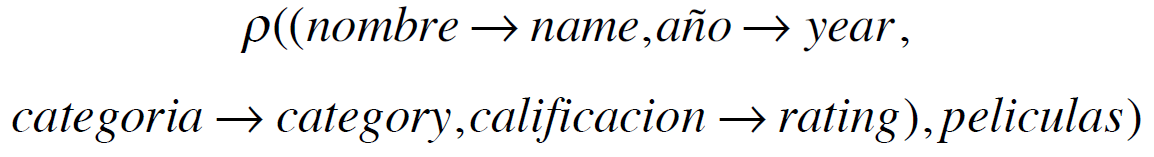 ρ((nombre → name,año → year,
categoria → category,calificacion → rating),peliculas)